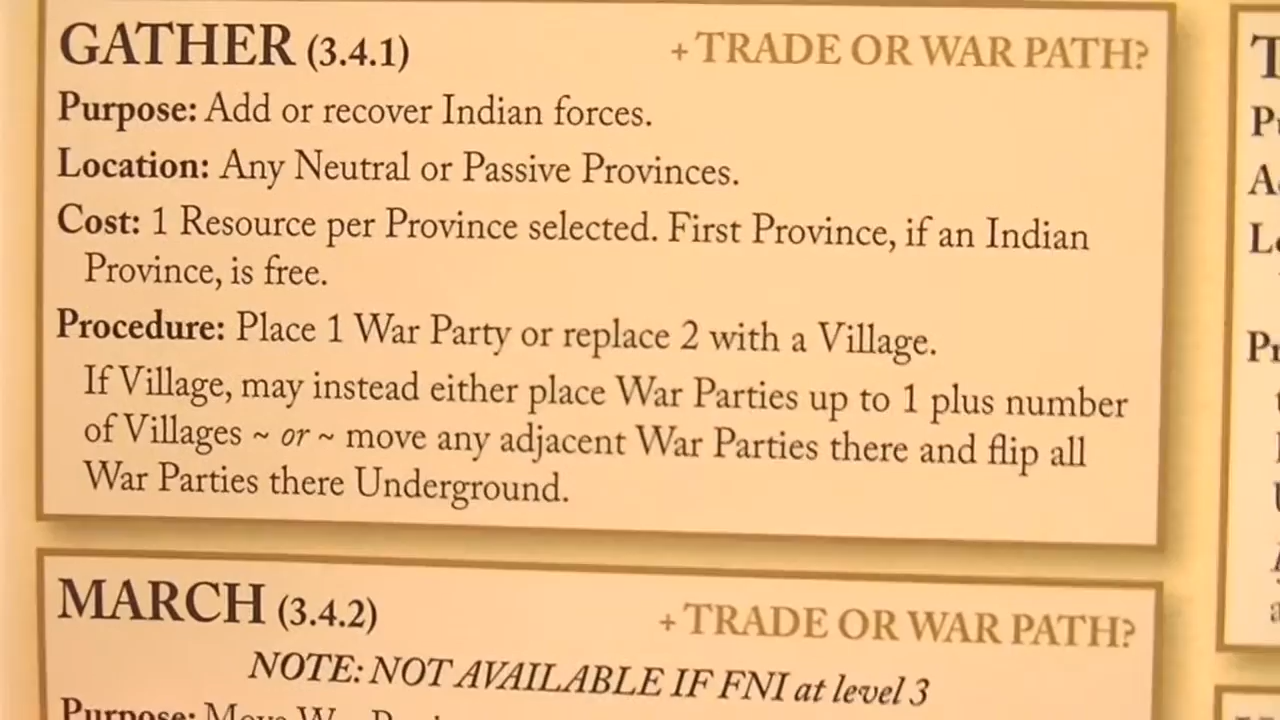 GATHER (3.4.1) + TRADE OR WAR PATH?
Purpose: Add or recover Indian forces.
Location: Any Neutral or Passive Provinces.
Cost: 1 Resource per Province selected. First Province, if an Indian
Province, is free.
Procedure: Place 1 War Party or replace 2 with a Village.
If Village, may instead either place War Parties up to 1 plus number
of Villages ~ or ~ move any adjacent War Parties there and flip all
War Parties there Underground.
MARCH (3.4.2) + TRADE OR WAR PATH?
NOTE: NOT AVAILABLE IF FNI at level 3
Purpose: